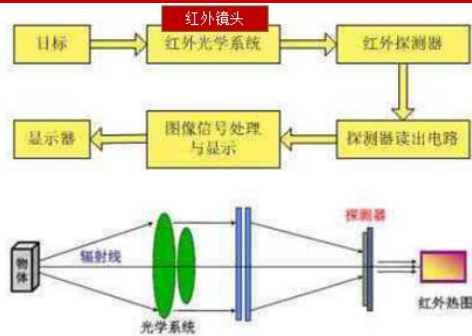 红外镜头
目标
红外光学系统
红外探测器
显示器
图像信号处理
与显示
探测器读出电路
探测器
物体
辐射线
光学系统
红外热图